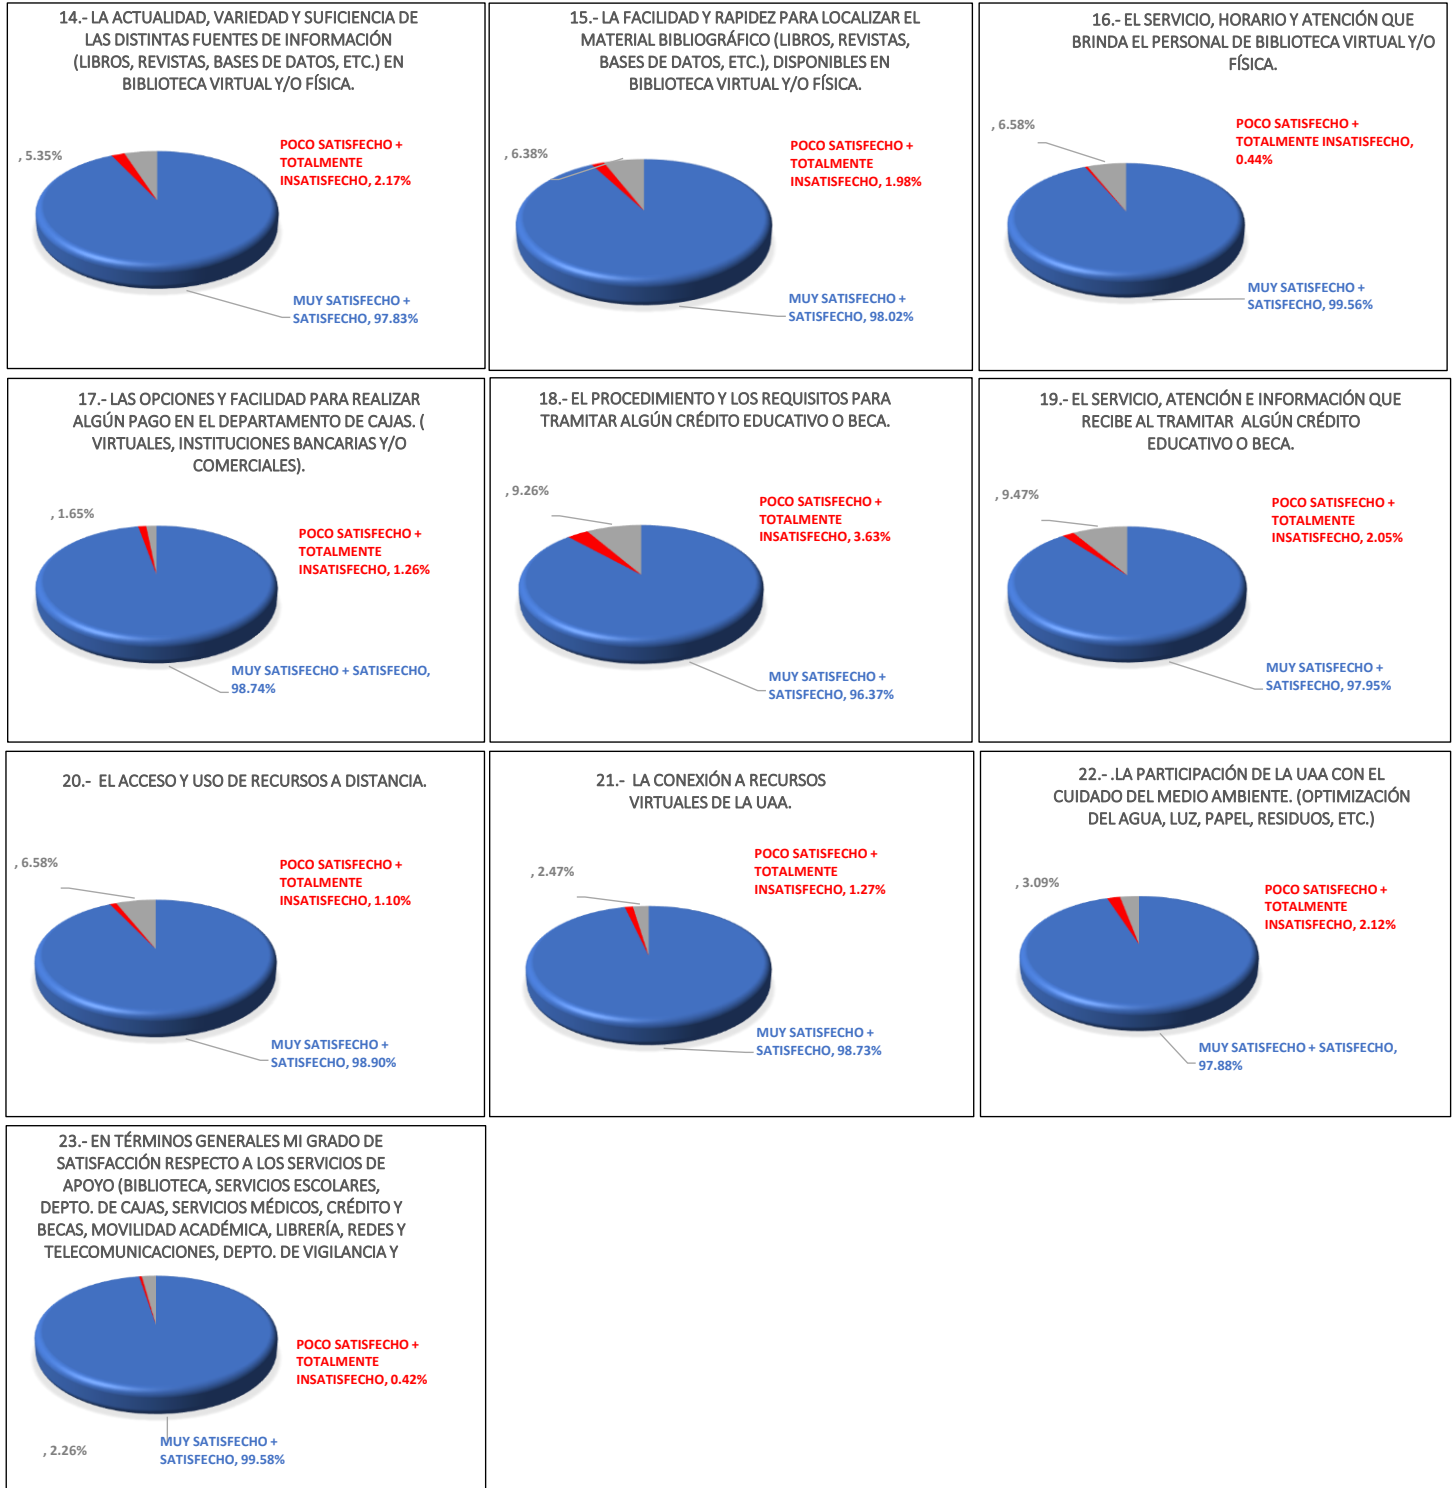 14.- LA ACTUALIDAD, VARIEDAD Y SUFICIENCIA DE
LAS DISTINTAS FUENTES DE INFORMACIÓN
(LIBROS, REVISTAS, BASES DE DATOS, ETC.) EN
BIBLIOTECA VIRTUAL Y/O FÍSICA.
, 5.35%
POCO SATISFECHO +
TOTALMENTE
INSATISFECHO, 2.17%
MUY SATISFECHO +
SATISFECHO, 97.83%
15.- LA FACILIDAD Y RAPIDEZ PARA LOCALIZAR EL
MATERIAL BIBLIOGRÁFICO (LIBROS, REVISTAS,
BASES DE DATOS, ETC.), DISPONIBLES EN
BIBLIOTECA VIRTUAL Y/O FÍSICA.
, 6.38%
POCO SATISFECHO +
TOTALMENTE
INSATISFECHO, 1.98%
MUY SATISFECHO +
SATISFECHO, 98.02%
16.- EL SERVICIO, HORARIO Y ATENCIÓN QUE
BRINDA EL PERSONAL DE BIBLIOTECA VIRTUAL Y/O
FÍSICA.
, 6.58%
POCO SATISFECHO +
TOTALMENTE INSATISFECHO,
0.44%
MUY SATISFECHO +
SATISFECHO, 99.56%
17.- LAS OPCIONES Y FACILIDAD PARA REALIZAR
ALGÚN PAGO EN EL DEPARTAMENTO DE CAJAS. (
VIRTUALES, INSTITUCIONES BANCARIAS Y/O
COMERCIALES).
, 1.65%
POCO SATISFECHO +
TOTALMENTE
INSATISFECHO, 1.26%
MUY SATISFECHO + SATISFECHO,
98.74%
18.- EL PROCEDIMIENTO Y LOS REQUISITOS PARA
TRAMITAR ALGÚN CRÉDITO EDUCATIVO O BECA.
, 9.26%
POCO SATISFECHO +
TOTALMENTE
INSATISFECHO, 3.63%
MUY SATISFECHO +
SATISFECHO, 96.37%
19.- EL SERVICIO, ATENCIÓN E INFORMACIÓN QUE
RECIBE AL TRAMITAR ALGÚN CRÉDITO
EDUCATIVO O BECA.
, 9.47%
POCO SATISFECHO +
TOTALMENTE
INSATISFECHO, 2.05%
MUY SATISFECHO +
SATISFECHO, 97.95%
20.- EL ACCESO Y USO DE RECURSOS A DISTANCIA.
, 6.58%
POCO SATISFECHO +
TOTALMENTE
INSATISFECHO, 1.10%
MUY SATISFECHO +
SATISFECHO, 98.90%
21.- LA CONEXIÓN A RECURSOS
VIRTUALES DE LA UAA.
, 2.47%
POCO SATISFECHO +
TOTALMENTE
INSATISFECHO, 1.27%
MUY SATISFECHO +
SATISFECHO, 98.73%
22.- .LA PARTICIPACIÓN DE LA UAA CON EL
CUIDADO DEL MEDIO AMBIENTE. (OPTIMIZACIÓN
DEL AGUA, LUZ, PAPEL, RESIDUOS, ETC.)
, 3.09%
POCO SATISFECHO +
TOTALMENTE
INSATISFECHO, 2.12%
MUY SATISFECHO + SATISFECHO,
97.88%
23.- EN TÉRMINOS GENERALES MI GRADO DE
SATISFACCIÓN RESPECTO A LOS SERVICIOS DE
APOYO (BIBLIOTECA, SERVICIOS ESCOLARES,
DEPTO. DE CAJAS, SERVICIOS MÉDICOS, CRÉDITO Y
BECAS, MOVILIDAD ACADÉMICA, LIBRERÍA, REDES Y
TELECOMUNICACIONES, DEPTO. DE VIGILANCIA Y
POCO SATISFECHO +
TOTALMENTE
INSATISFECHO, 0.42%
, 2.26%
MUY SATISFECHO +
SATISFECHO, 99.58%